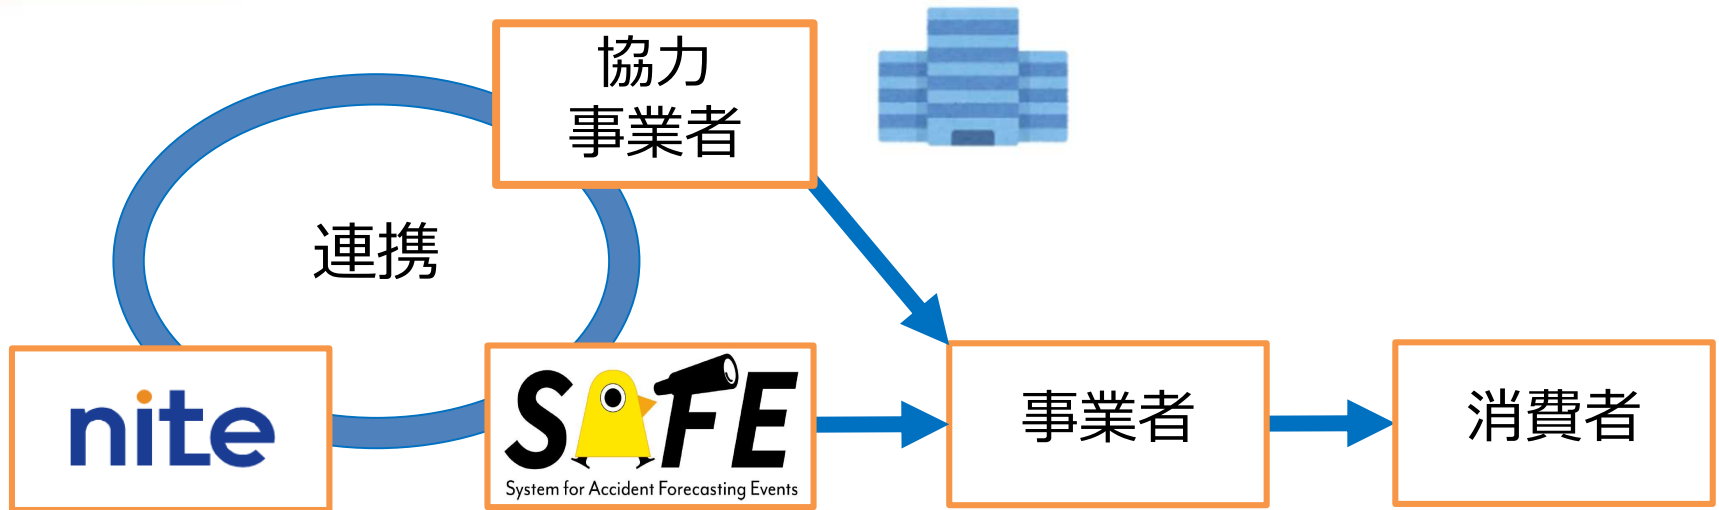 協力
事業者
連携
nite
SAFE
System for Accident Forecasting Events
事業者
消費者